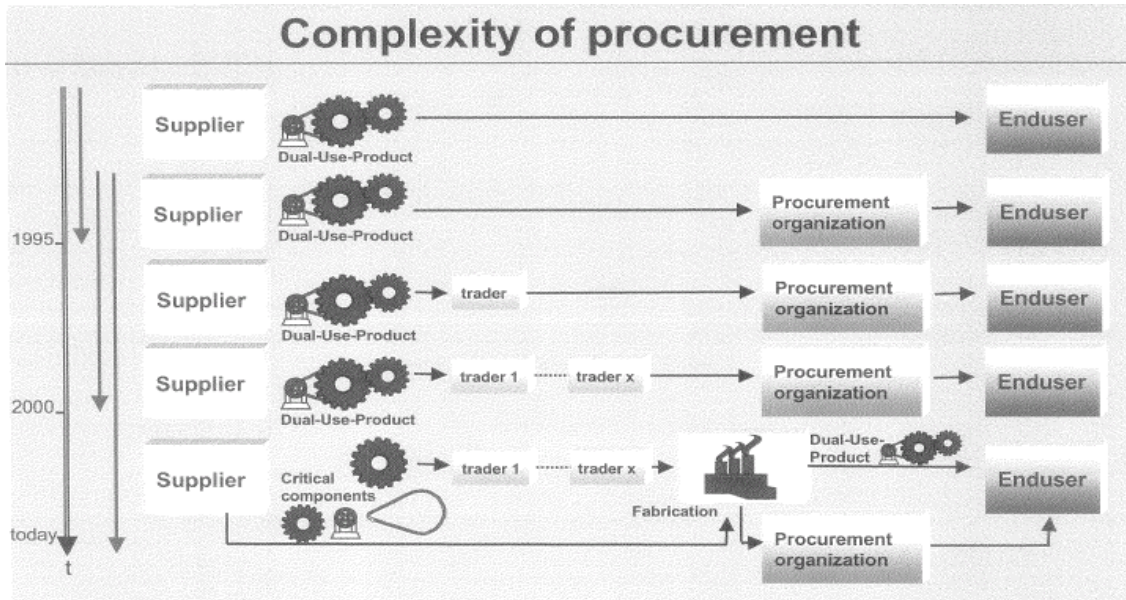 Complexity of procurement
Supplier
Dual-Use-Product
Enduser
Supplier
Dual-Use-Product
Procurement
organization
Enduser
1995
Supplier
Dual-Use-Product
trader
Procurement
organization
Enduser
Supplier
Dual-Use-Product
trader 1
trader x
Procurement
organization
Enduser
2000
Supplier
Critical
components
trader 1
trader x
Fabrication
Dual-Use-
Product
Enduser
Procurement
organization
today
t